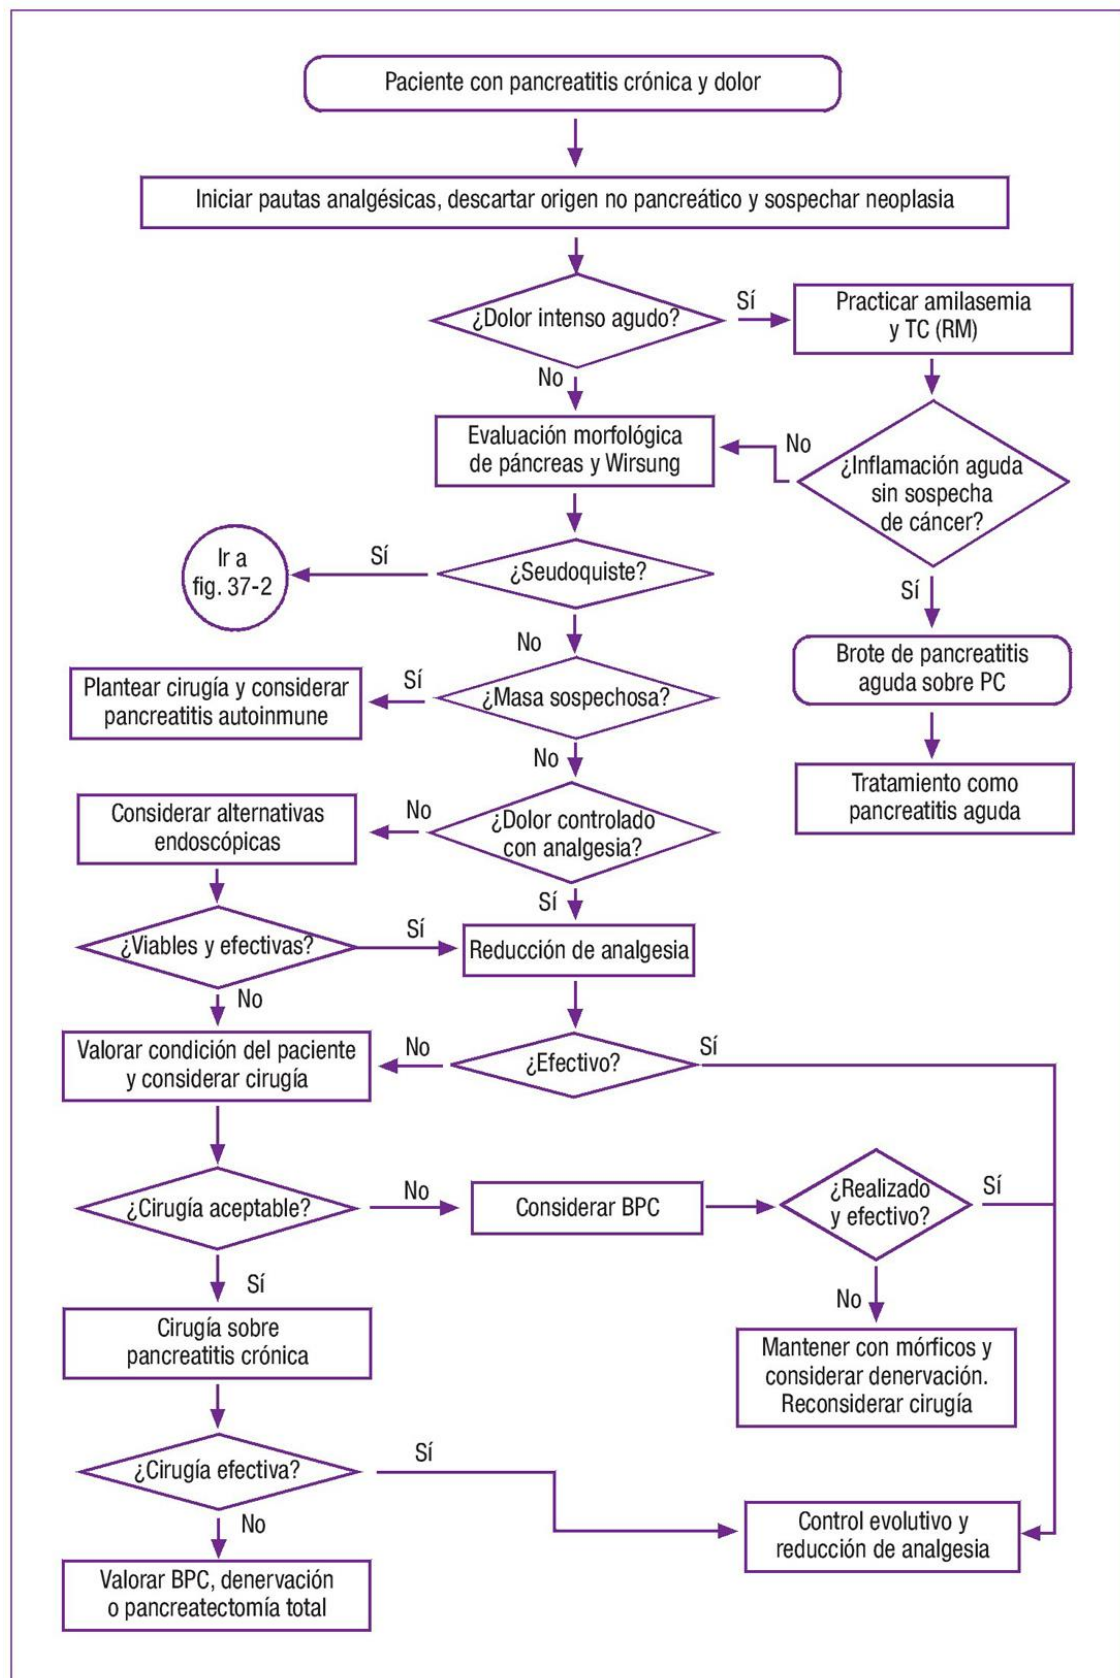 Paciente con pancreatitis crónica y dolor
Iniciar pautas analgésicas, descartar origen no pancreático y sospechar neoplasia
¿Dolor intenso agudo?
Sí
Practicar amilasemia
y TC (RM)
No
Evaluación morfológica
de páncreas y Wirsung
No
¿Inflamación aguda
sin sospecha
de cáncer?
Ir a
fig. 37-2
Sí
¿Seudoquiste?
Sí
No
Brote de pancreatitis
aguda sobre PC
Plantear cirugía y considerar
pancreatitis autoinmune
Sí
¿Masa sospechosa?
No
Tratamiento como
pancreatitis aguda
Considerar alternativas
endoscópicas
No
¿Dolor controlado
con analgesia?
Sí
¿Viables y efectivas?
Sí
Reducción de analgesia
No
Valorar condición del paciente
y considerar cirugía
No
¿Efectivo?
Sí
¿Cirugía aceptable?
No
Considerar BPC
¿Realizado
y efectivo?
Sí
Sí
No
Cirugía sobre
pancreatitis crónica
Mantener con mórficos y
considerar denervación.
Reconsiderar cirugía
¿Cirugía efectiva?
Sí
No
Control evolutivo y
reducción de analgesia
Valorar BPC, denervación
o pancreatectomía total